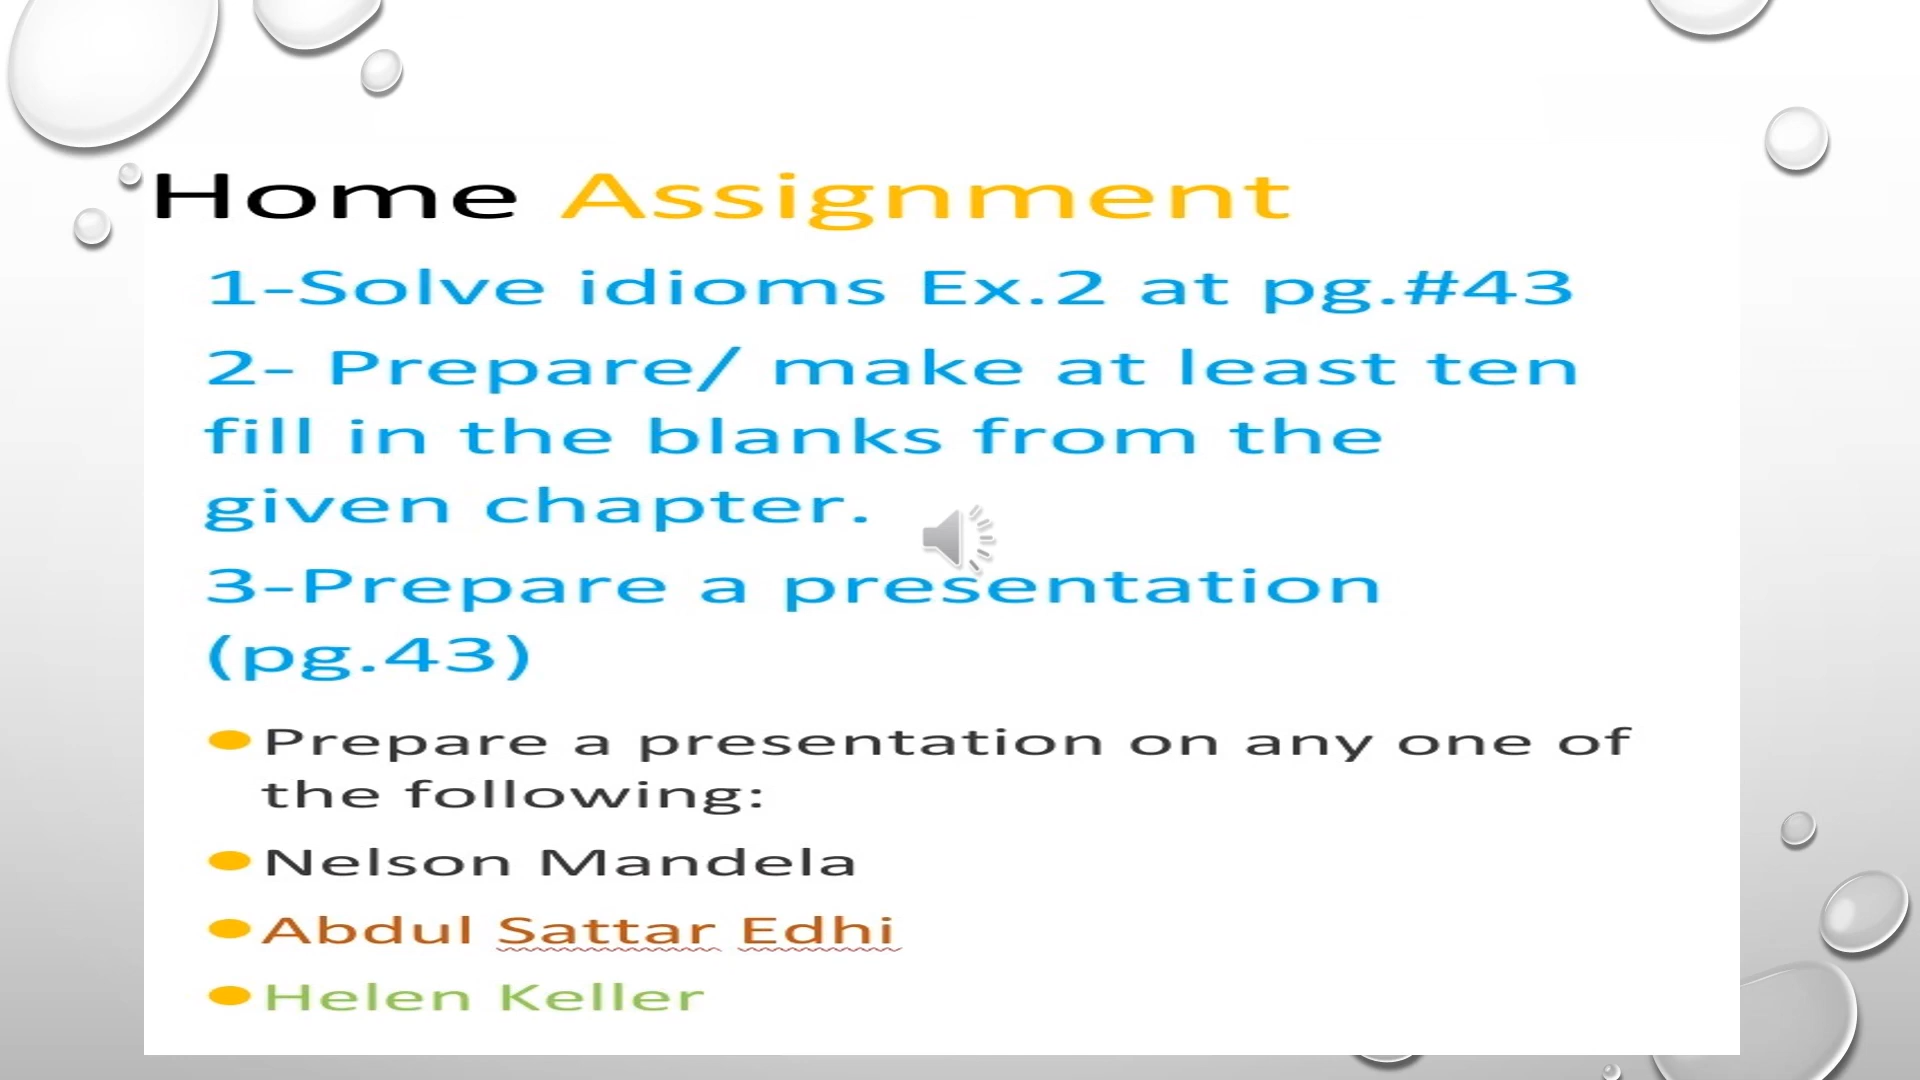 Home Assignment
1-Solve idioms Ex.2 at pg.#43
2- Prepare/ make at least ten
fill in the blanks from the
given chapter.
3-Prepare a presentation
(pg.43)
Prepare a presentation on any one of
the following:
Nelson Mandela
Abdul Sattar Edhi
Helen Keller